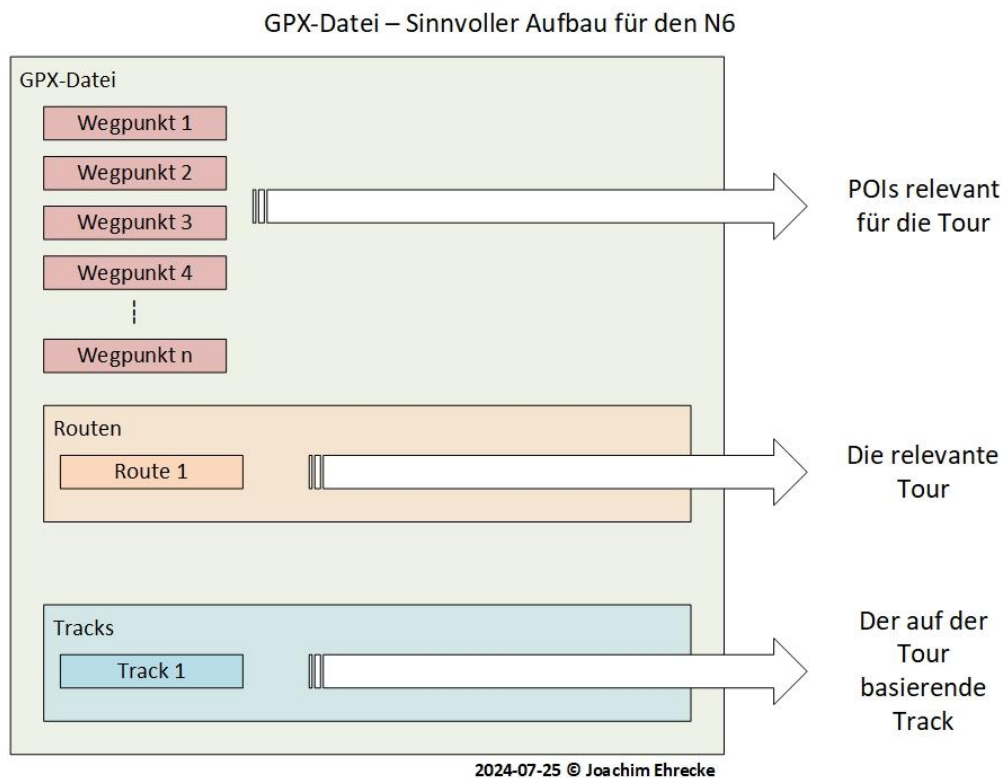 GPX-Datei – Sinnvoller Aufbau für den N6
GPX-Datei
Wegpunkt 1
Wegpunkt 2
Wegpunkt 3
Wegpunkt 4
Wegpunkt n
POIs relevant
für die Tour
Routen
Route 1
Die relevante
Tour
Tracks
Track 1
Der auf der
Tour
basierende
Track
2024-07-25 © Joachim Ehrecke